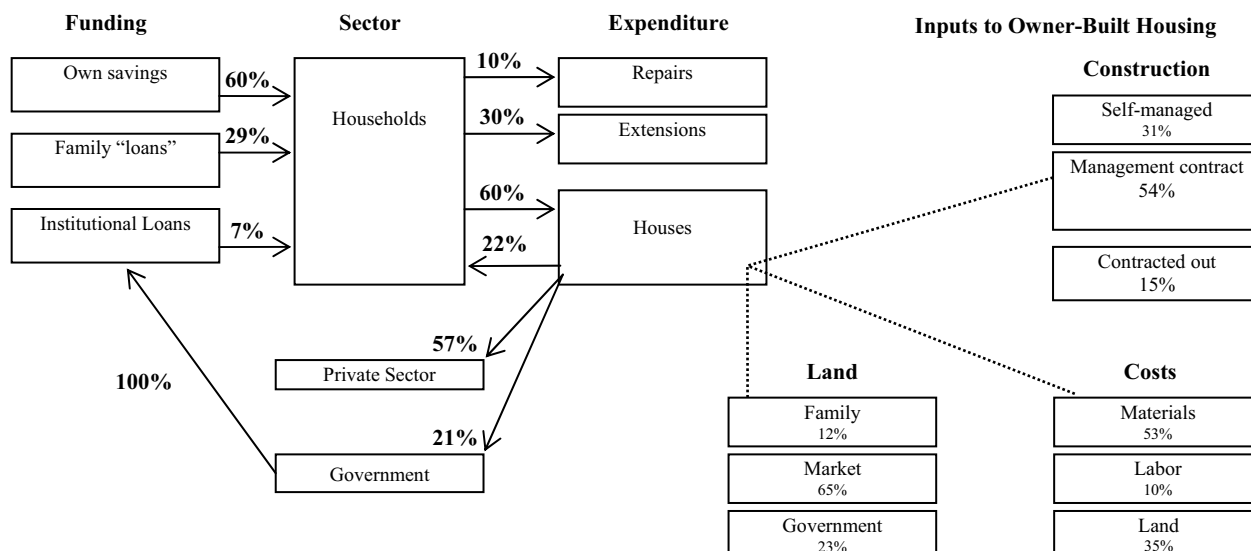 Funding
Sector
Expenditure
Inputs to Owner-Built Housing
Construction
Own savings
60%
Family “loans”
29%
Institutional Loans
7%
Households
10%
Repairs
30%
Extensions
60%
Houses
22%
57%
Private Sector
100%
21%
Government
Self-managed
31%
Management contract
54%
Contracted out
15%
Land
Family
12%
Market
65%
Government
23%
Costs
Materials
53%
Labor
10%
Land
35%